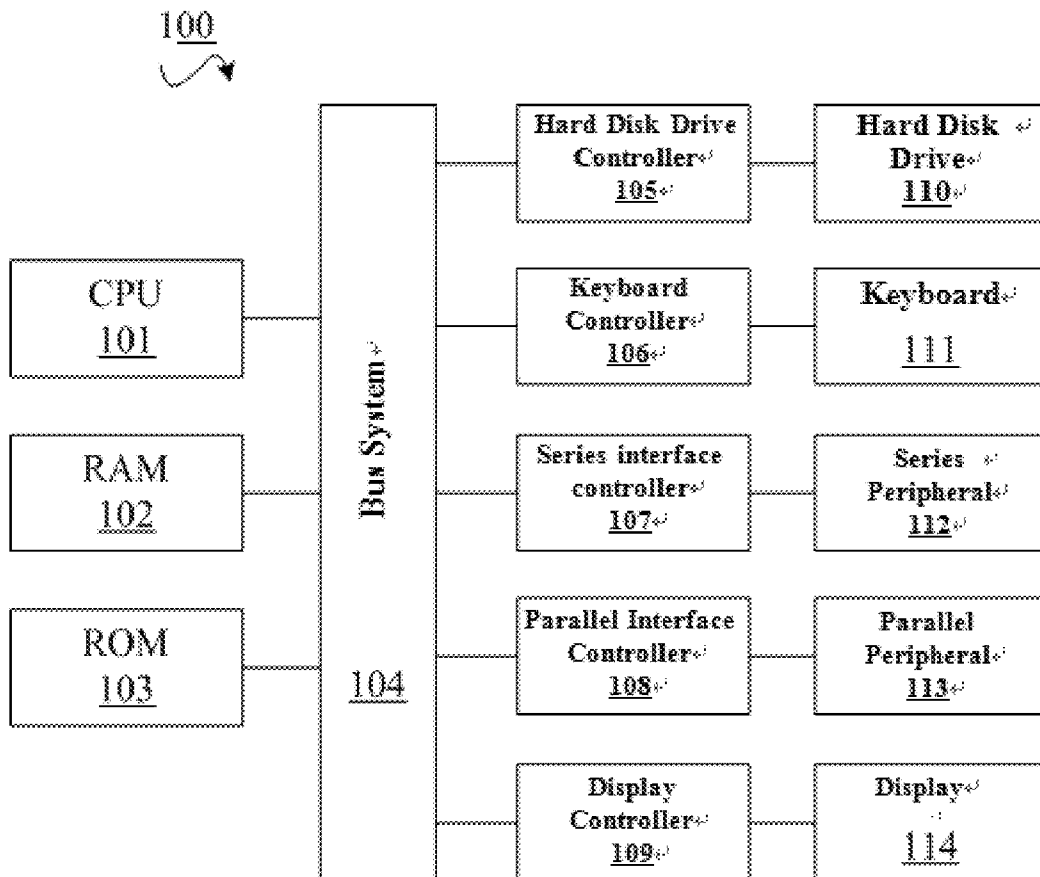 100
CPU
101
RAM
102
ROM
103
Bus System
104
Hard Disk Drive
Controller
105
Hard Disk
Drive
110
Keyboard
Controller
106
Keyboard
111
Series interface
controller
107
Series
Peripheral
112
Parallel Interface
Controller
108
Parallel
Peripheral
113
Display
Controller
109
Display
114